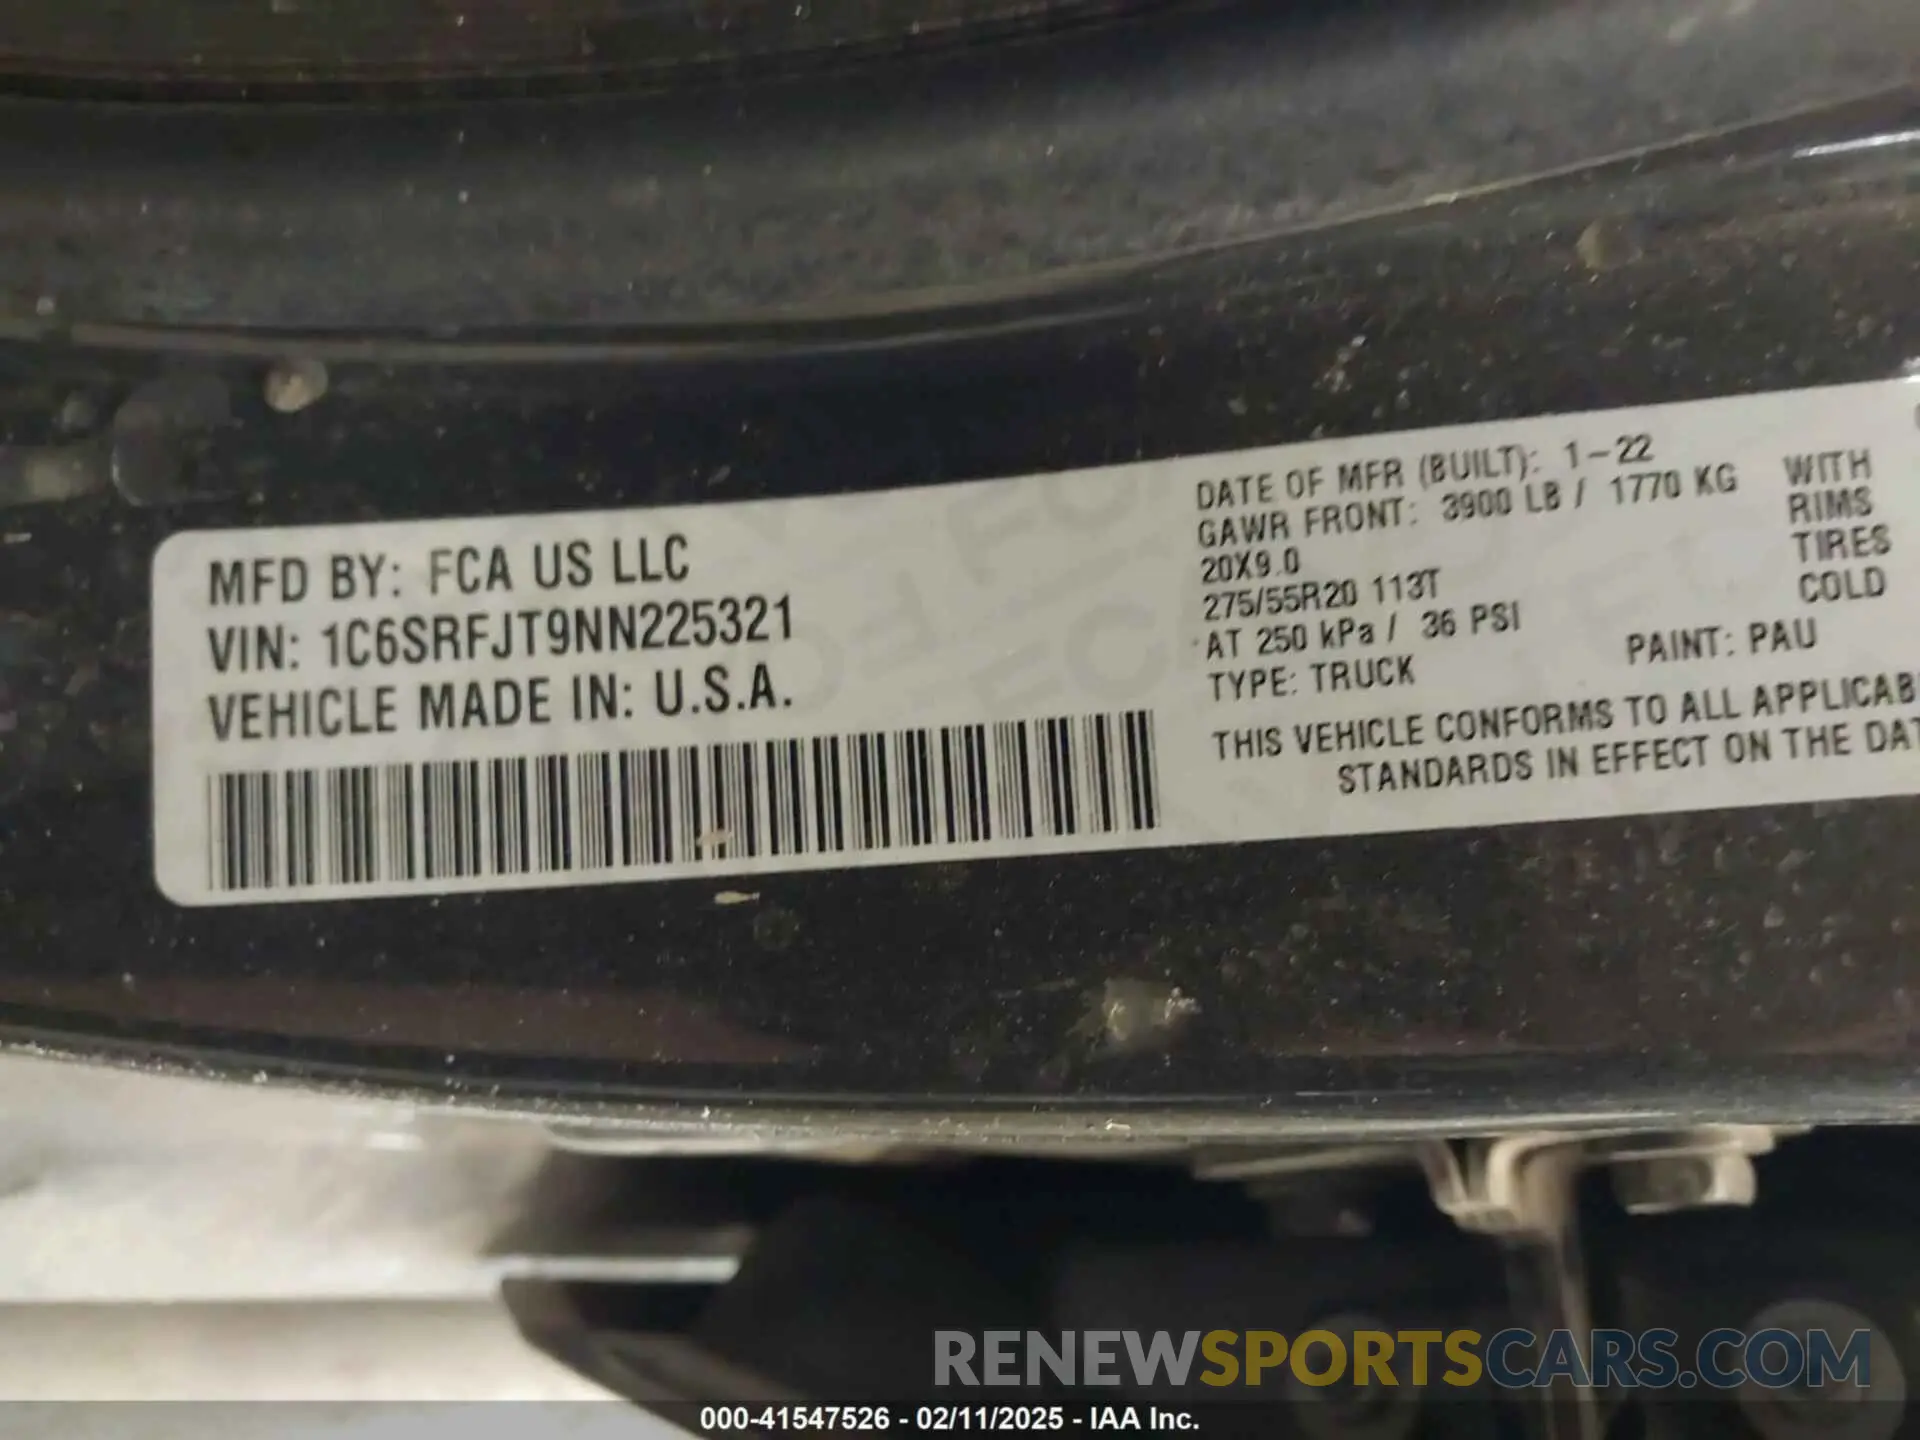 MFD BY: FCA US LLC
VIN: 1C6SRFJT9NN225321
VEHICLE MADE IN: U.S.A.
DATE OF MFR (BUILT): 1-22
GAWR FRONT: 3900 LB / 1770 KG WITH
20X9.0 RIMS
275/55R20 113T TIRES
AT 250 kPa / 36 PSI COLD
TYPE: TRUCK PAINT: PAU
THIS VEHICLE CONFORMS TO ALL APPLICAB
STANDARDS IN EFFECT ON THE DAT
RENEWSPORTSCARS.COM
000-41547526 - 02/11/2025 - IAA Inc.